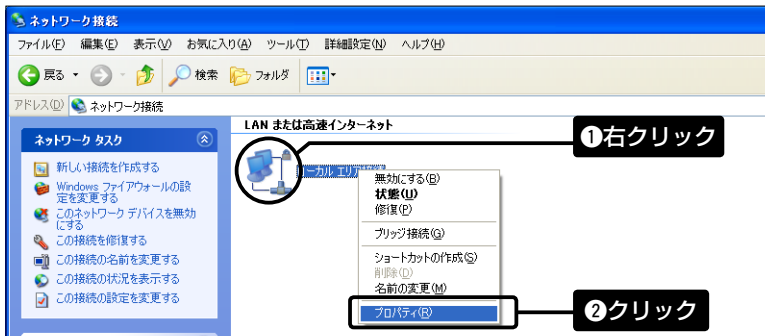 ネットワーク接続
ファイル(F) 編集(E) 表示(V) お気に入り(A) ツール(T) 詳細設定(N) ヘルプ(H)
戻る 検索 フォルダ
アドレス(D) ネットワーク接続
ネットワーク タスク
新しい接続を作成する
Windows ファイアウォールの設
定を変更する
このネットワーク デバイスを無効
にする
この接続を修復する
この接続の名前を変更する
この接続の状況を表示する
この接続の設定を変更する
LAN または高速インターネット
❶右クリック
ーカル エリア
無効にする(B)
状態(U)
修復(P)
ブリッジ接続(G)
ショートカットの作成(S)
削除(D)
名前の変更(M)
プロパティ(R)
❷クリック